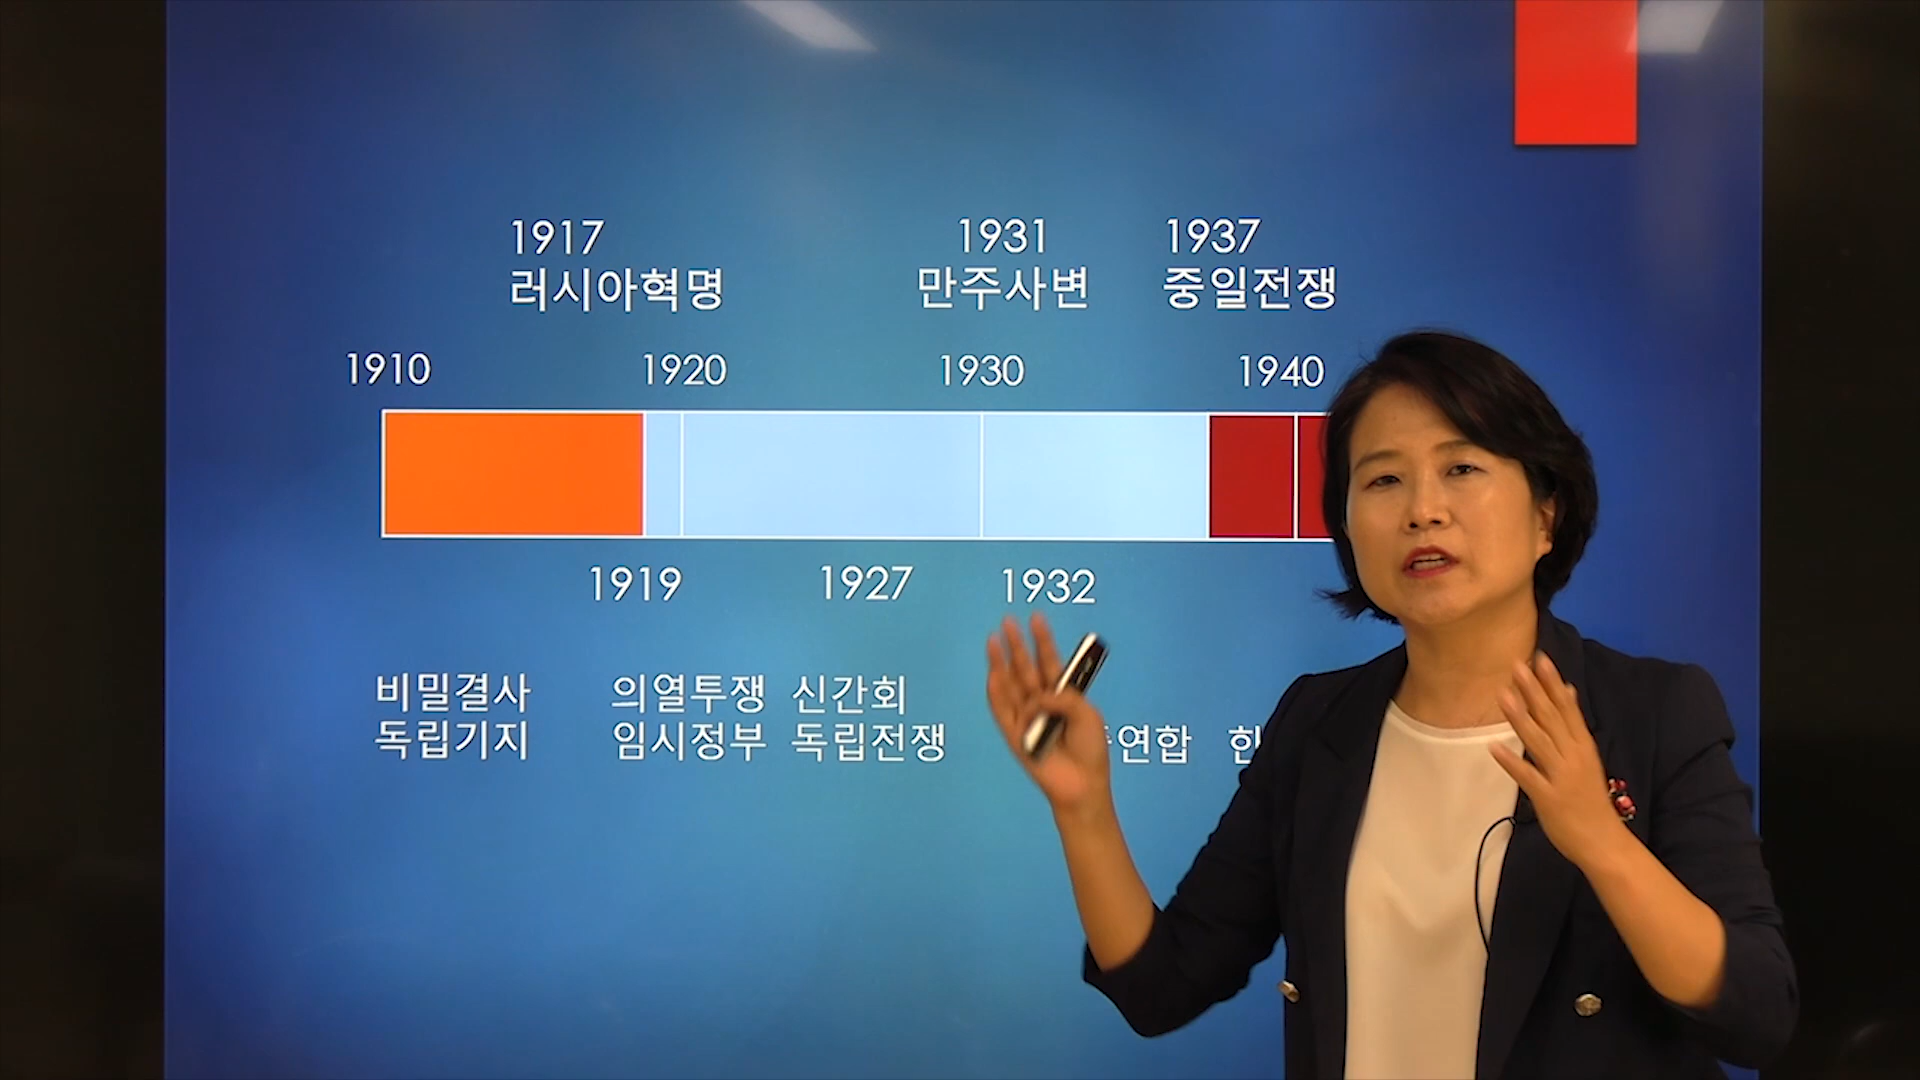 1917
러시아혁명
1931
만주사변
1937
중일전쟁
1910
1920
1930
1940
1919
1927
1932
비밀결사
독립기지
의열투쟁
임시정부
신간회
독립전쟁